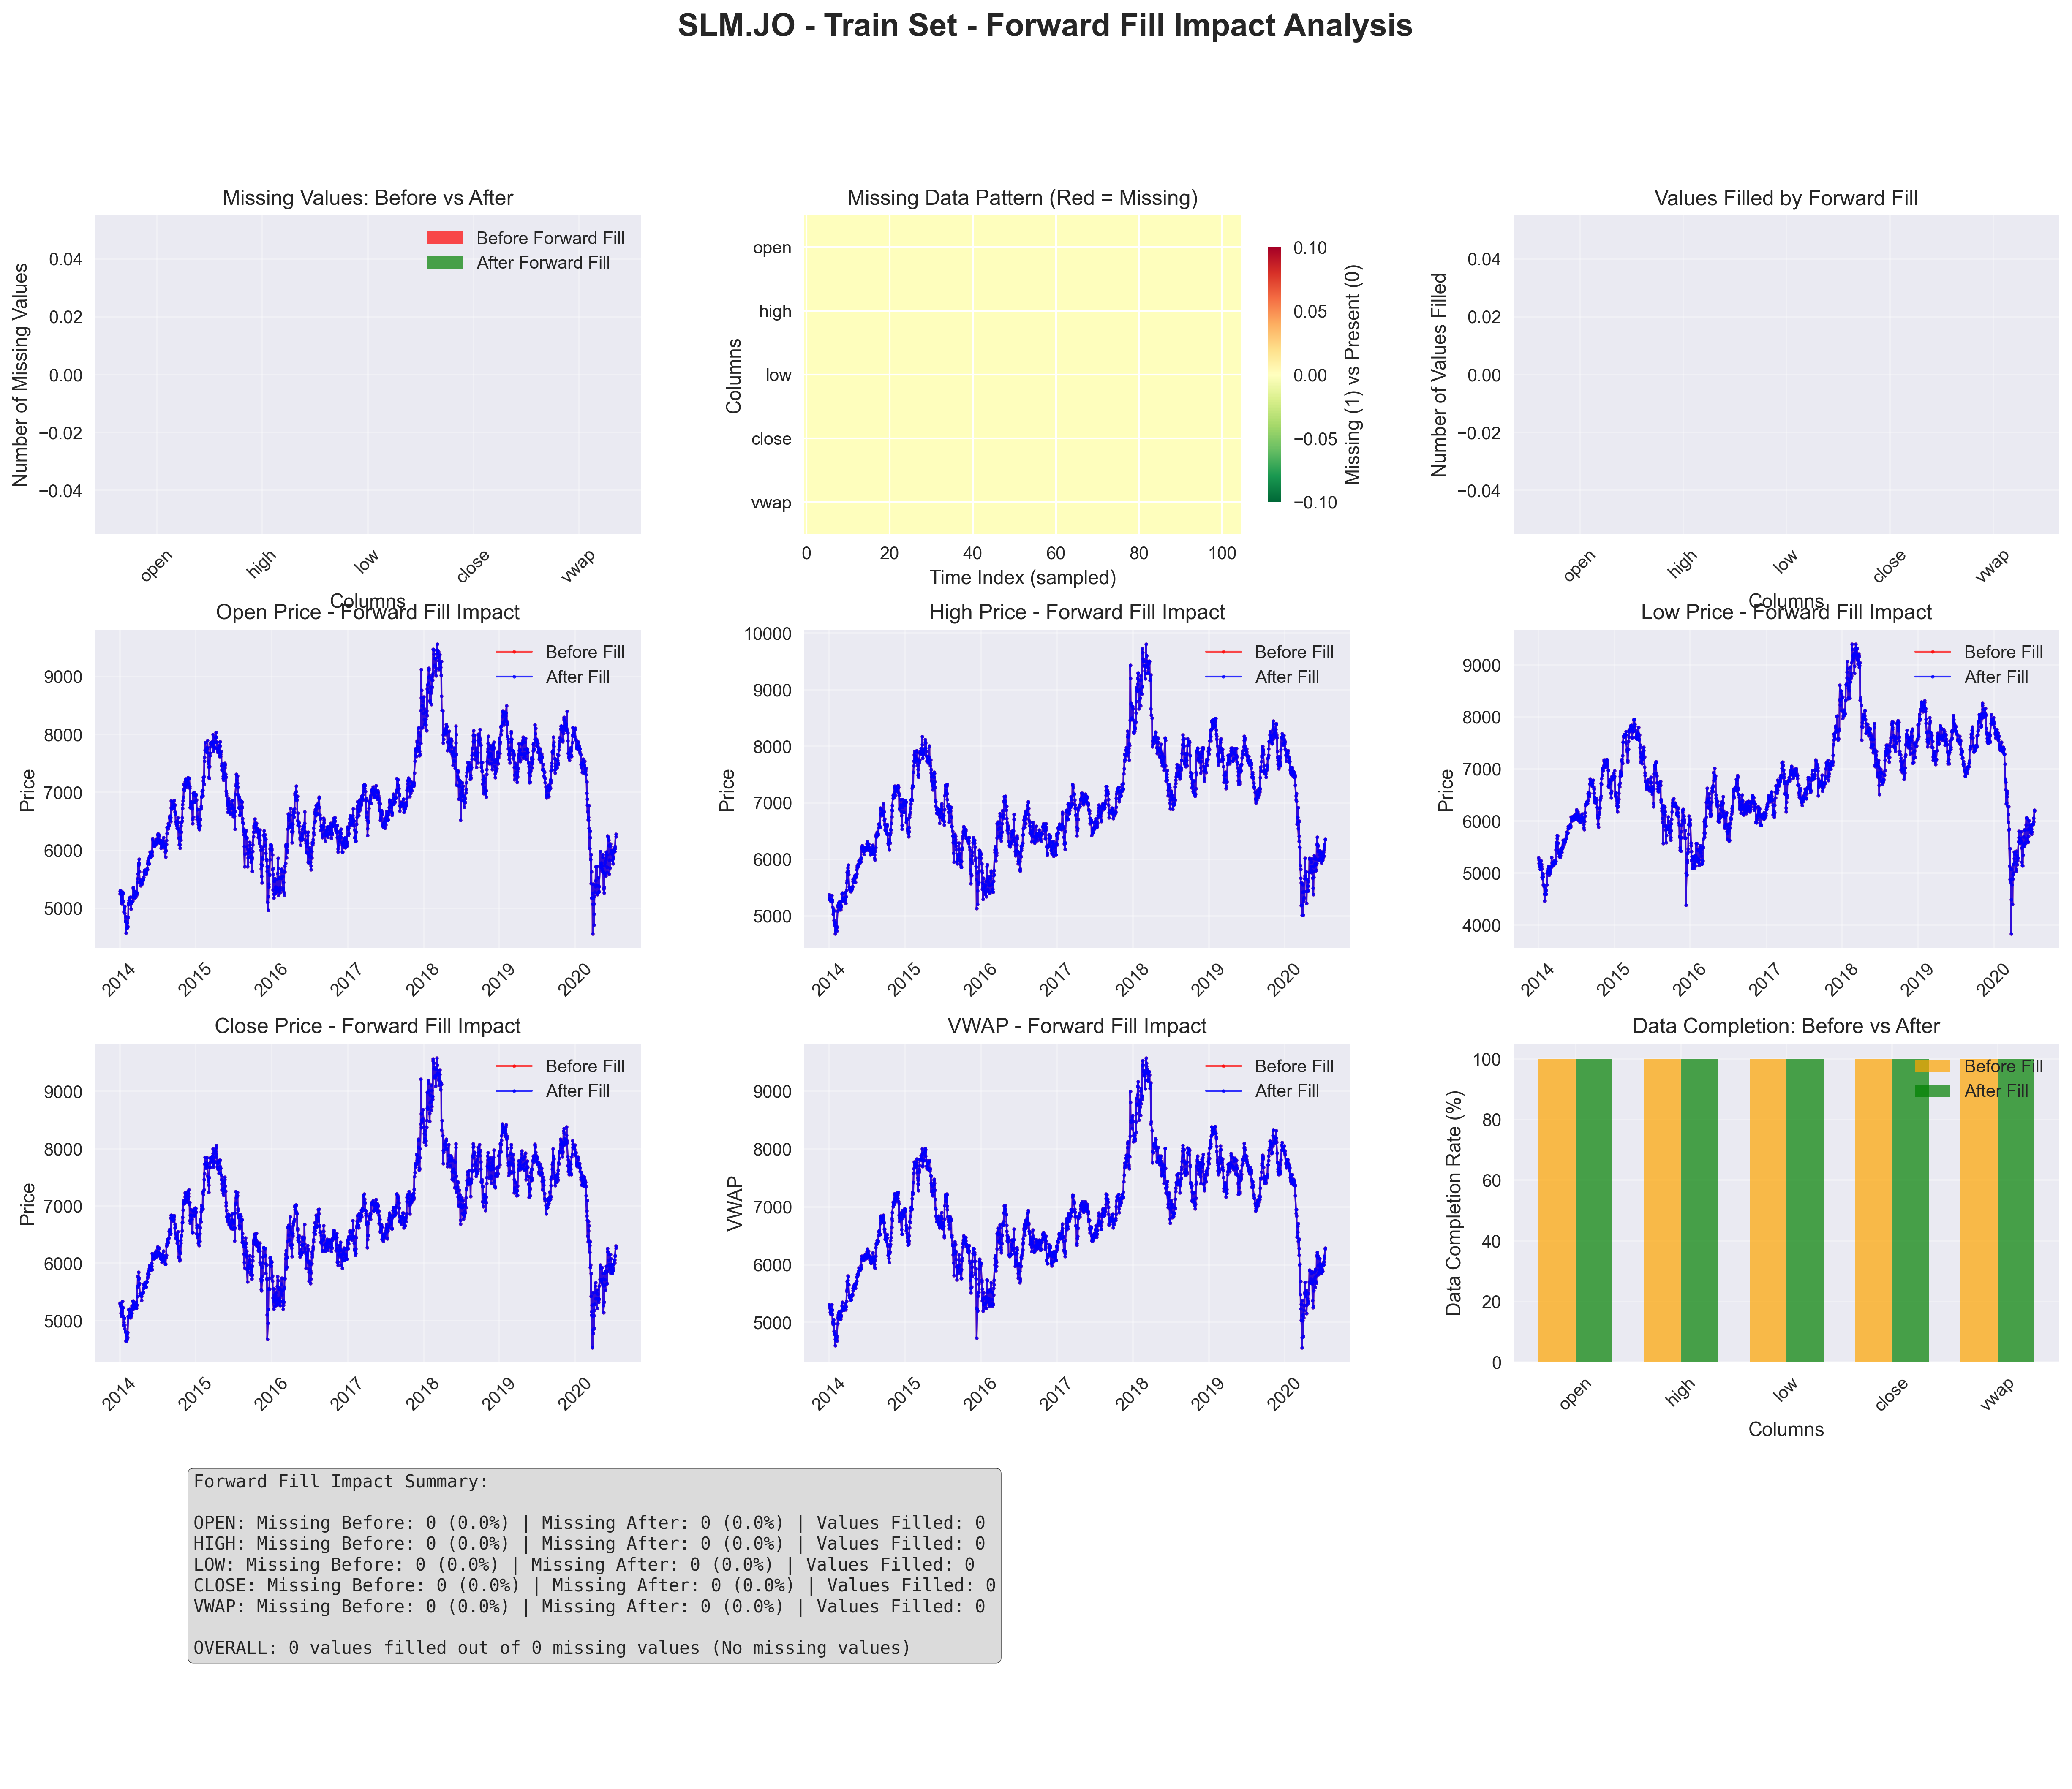 SLM.JO - Train Set - Forward Fill Impact Analysis
Missing Values: Before vs After
Number of Missing Values
0.04
0.02
0.00
−0.02
−0.04
Before Forward Fill
After Forward Fill
open
high
low
close
vwap
Columns
Missing Data Pattern (Red = Missing)
Columns
open
high
low
close
vwap
0
20
40
60
80
100
Time Index (sampled)
0.10
0.05
0.00
−0.05
−0.10
Missing (1) vs Present (0)
Values Filled by Forward Fill
Number of Values Filled
0.04
0.02
0.00
−0.02
−0.04
open
high
low
close
vwap
Columns
Open Price - Forward Fill Impact
Price
9000
8000
7000
6000
5000
Before Fill
After Fill
2014
2015
2016
2017
2018
2019
2020
High Price - Forward Fill Impact
Price
10000
9000
8000
7000
6000
5000
Before Fill
After Fill
2014
2015
2016
2017
2018
2019
2020
Low Price - Forward Fill Impact
Price
9000
8000
7000
6000
5000
4000
Before Fill
After Fill
2014
2015
2016
2017
2018
2019
2020
Close Price - Forward Fill Impact
Price
9000
8000
7000
6000
5000
Before Fill
After Fill
2014
2015
2016
2017
2018
2019
2020
VWAP - Forward Fill Impact
VWAP
9000
8000
7000
6000
5000
Before Fill
After Fill
2014
2015
2016
2017
2018
2019
2020
Data Completion: Before vs After
Data Completion Rate (%)
100
80
60
40
20
0
Before Fill
After Fill
open
high
low
close
vwap
Columns
Forward Fill Impact Summary:
OPEN: Missing Before: 0 (0.0%) | Missing After: 0 (0.0%) | Values Filled: 0
HIGH: Missing Before: 0 (0.0%) | Missing After: 0 (0.0%) | Values Filled: 0
LOW: Missing Before: 0 (0.0%) | Missing After: 0 (0.0%) | Values Filled: 0
CLOSE: Missing Before: 0 (0.0%) | Missing After: 0 (0.0%) | Values Filled: 0
VWAP: Missing Before: 0 (0.0%) | Missing After: 0 (0.0%) | Values Filled: 0
OVERALL: 0 values filled out of 0 missing values (No missing values)